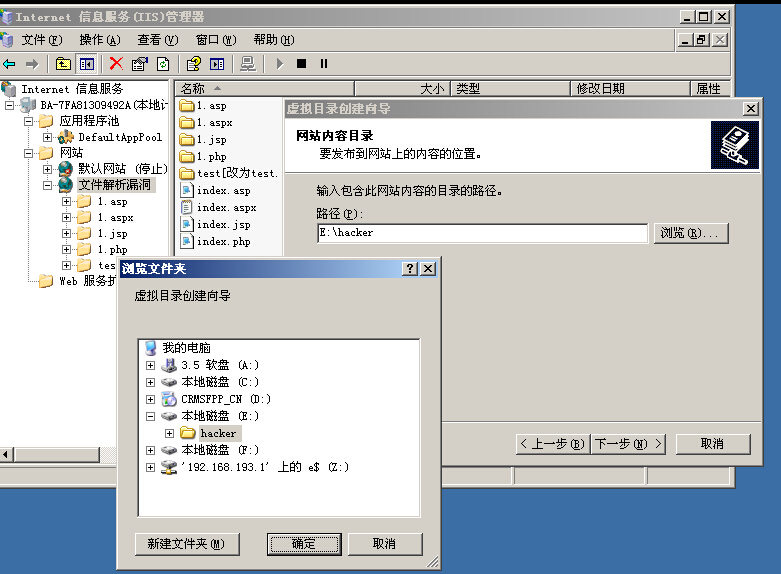 Internet 信息服务(IIS)管理器
文件(F) 操作(A) 查看(V) 窗口(W) 帮助(H)
Internet 信息服务
BA-7FA81309492A(本地计
应用程序池
DefaultAppPool
网站
默认网站 (停止)
文件解析漏洞
1.asp
1.aspx
1.jsp
1.php
tes
Web 服务扩
名称 大小 类型 修改日期 属性
1.asp
1.aspx
1.jsp
1.php
test[改为test.
index.asp
index.aspx
index.jsp
index.php
虚拟目录创建向导
网站内容目录
要发布到网站上的内容的位置。
输入包含此网站内容的目录的路径。
路径(P):
E:\hacker
浏览(R)...
< 上一步(B) 下一步(N) > 取消
浏览文件夹
虚拟目录创建向导
我的电脑
3.5 软盘 (A:)
本地磁盘 (C:)
CRMSFPP_CN (D:)
本地磁盘 (E:)
hacker
本地磁盘 (F:)
'192.168.193.1' 上的 e$ (Z:)
新建文件夹(M) 确定 取消